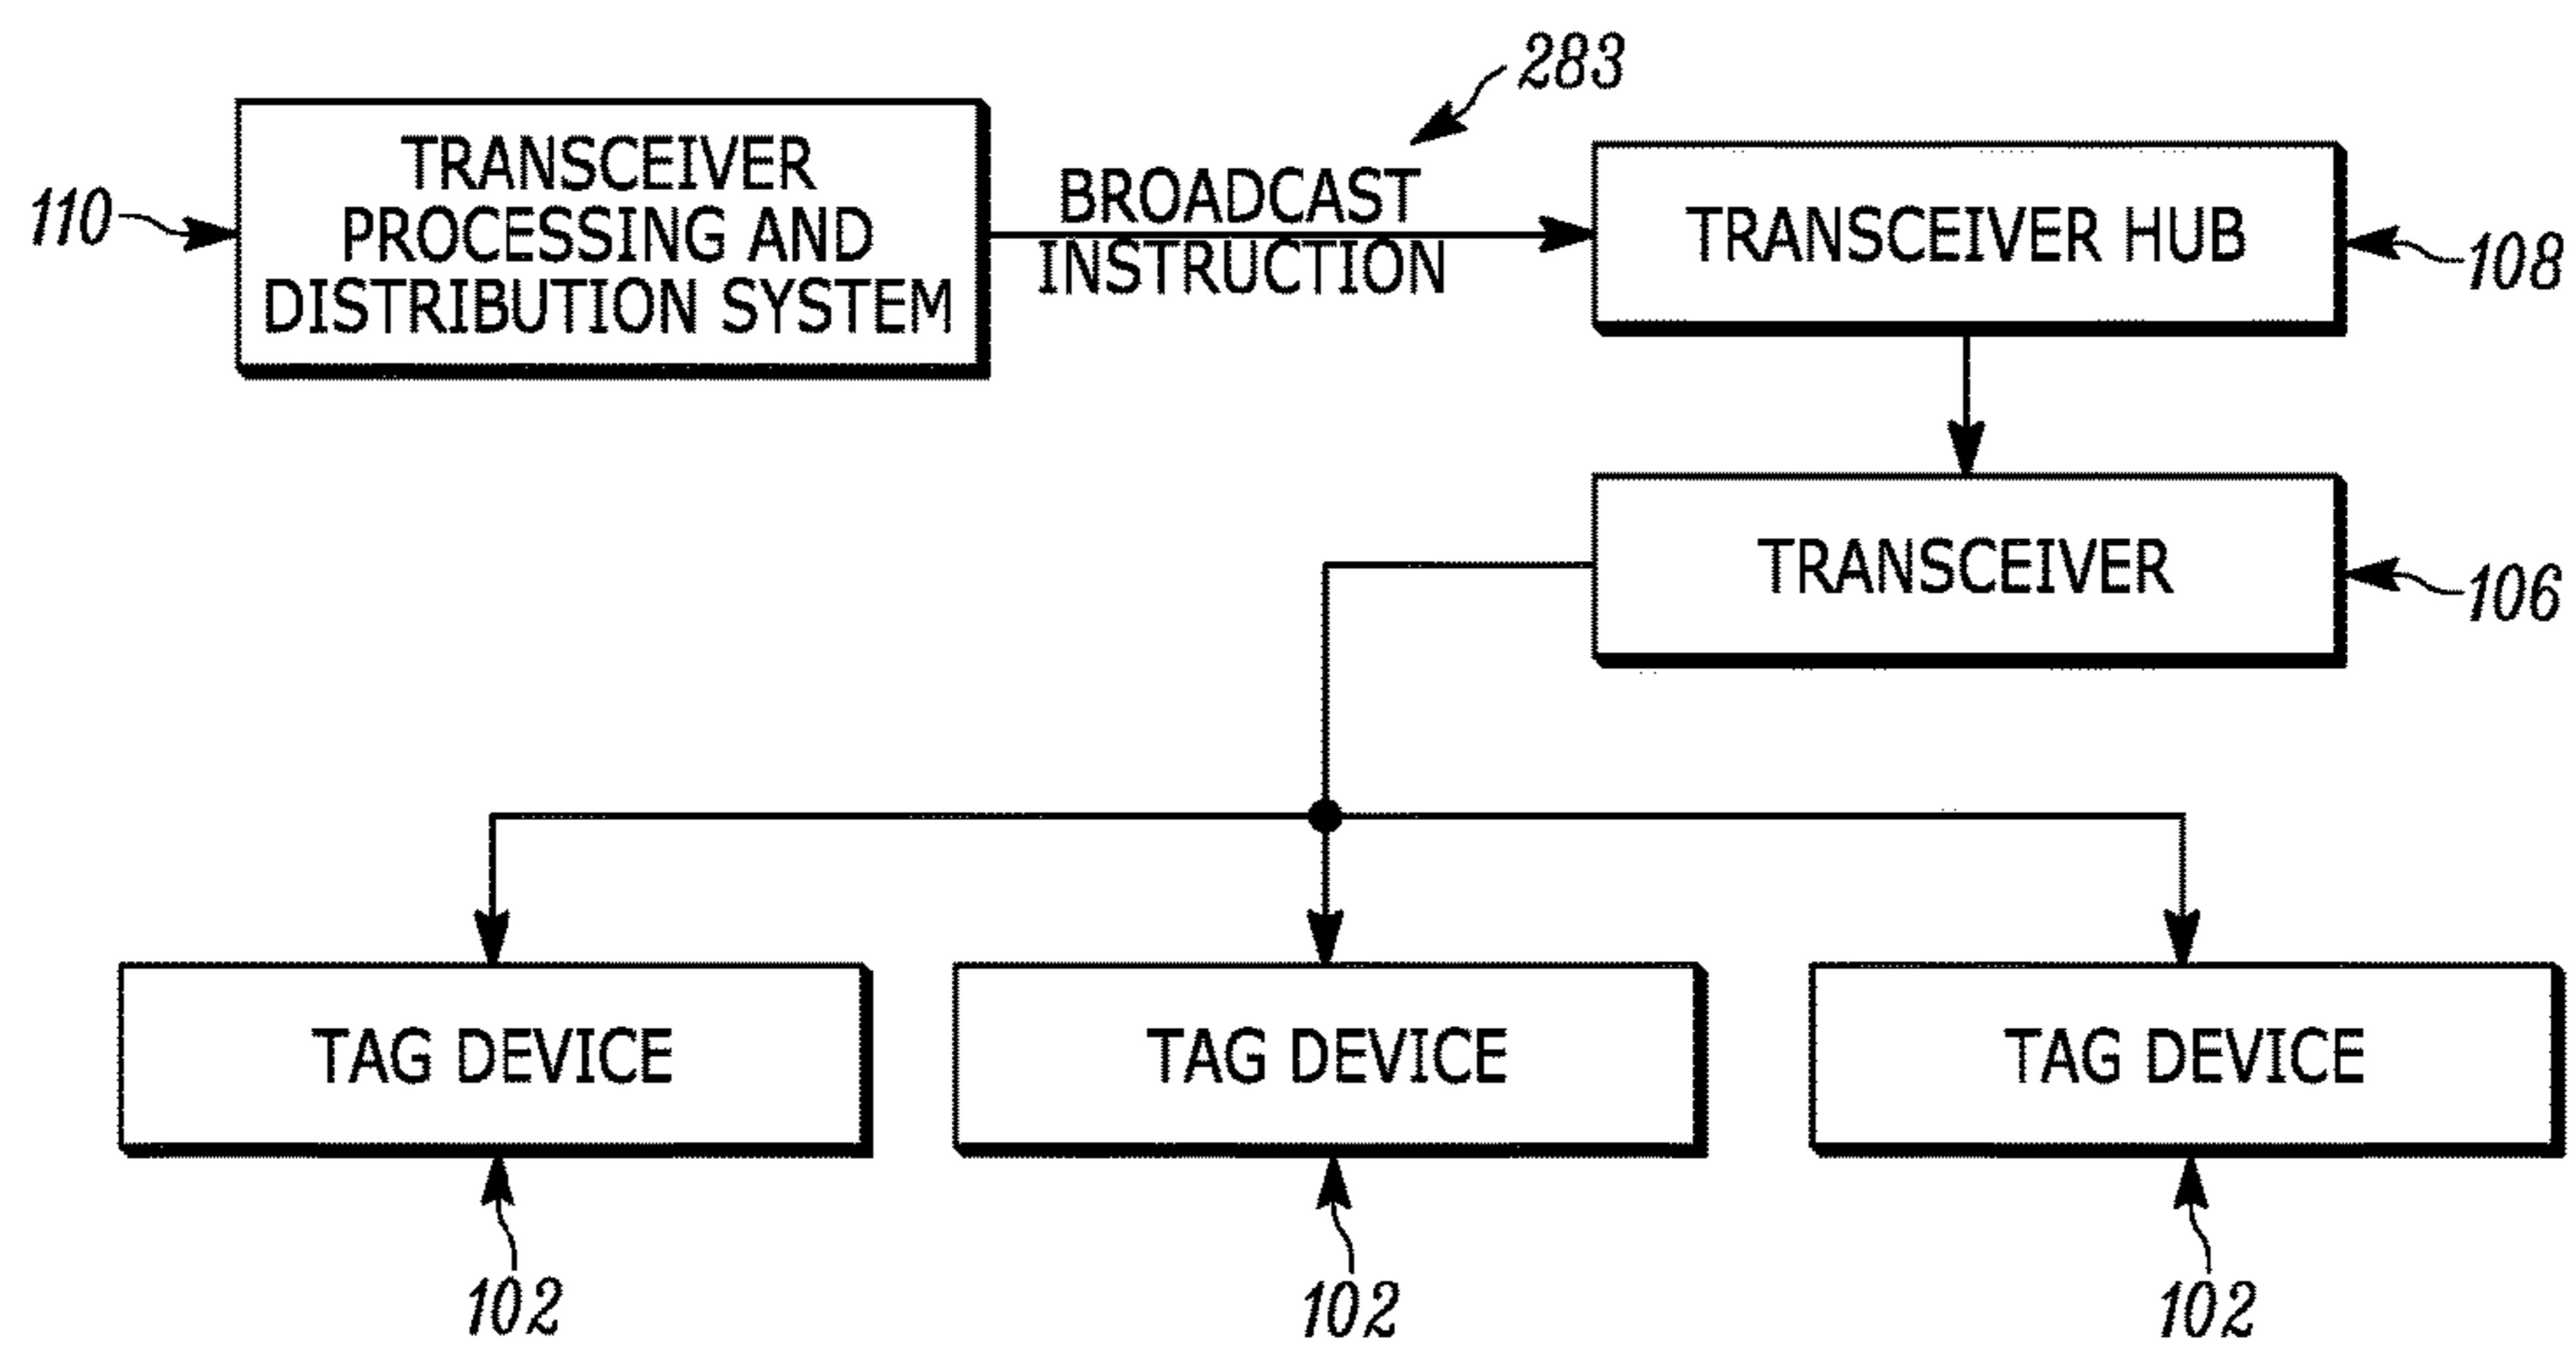 283
110
TRANSCEIVER
PROCESSING AND
DISTRIBUTION SYSTEM
BROADCAST
INSTRUCTION
TRANSCEIVER HUB
108
TRANSCEIVER
106
TAG DEVICE
TAG DEVICE
TAG DEVICE
102
102
102